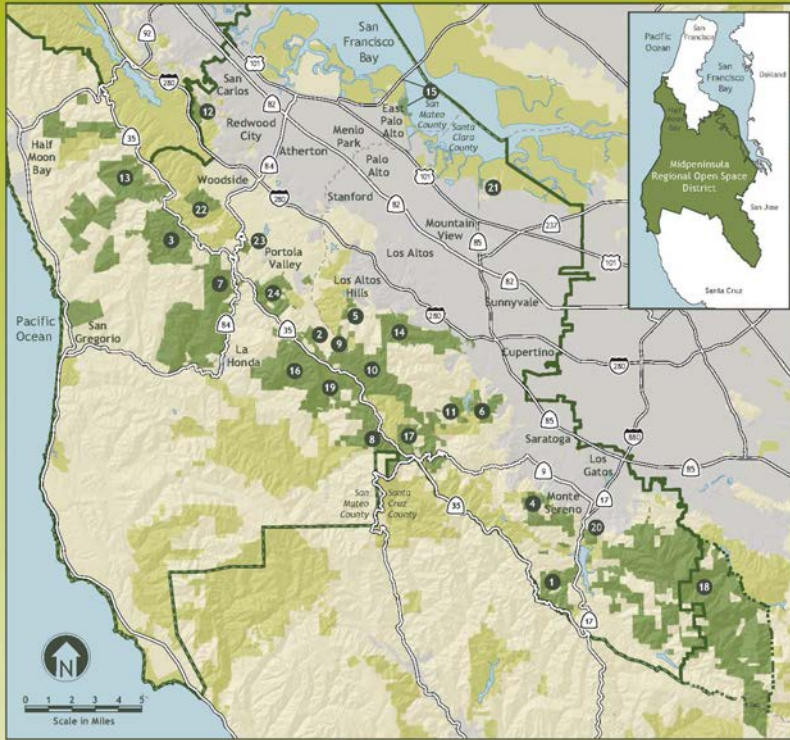 92
101
San
Francisco
Bay
San
Carlos
280
15
East
Palo
Alto
San
Mateo
County
Santa
Clara
County
12
82
Redwood
City
Menlo
Park
Half
Moon
Bay
35
Atherton
84
Palo
Alto
101
13
Woodside
Stanford
21
22
280
82
Mountain
View
237
3
23
85
101
Portola
Valley
Los Altos
7
24
Los Altos
Hills
82
Sunnyvale
5
280
Pacific
Ocean
San
Gregorio
84
35
2
14
9
La
Honda
Cupertino
16
10
280
19
11
6
85
8
17
Saratoga
880
Los
Gatos
9
85
San
Mateo
County
Santa
Cruz
County
35
4
Monte
Sereno
17
20
1
18
17
N
0 1 2 3 4 5
Scale in Miles
Pacific
Ocean
San
Francisco
San
Francisco
Bay
Oakland
Half
Moon
Bay
Midpeninsula
Regional Open Space
District
San Jose
Santa Cruz